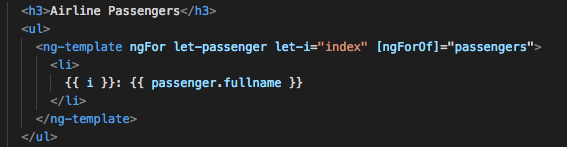 <h3>Airline Passengers</h3>
<ul>
<ng-template ngFor let-passenger let-i="index" [ngForOf]="passengers">
<li>
{{ i }}: {{ passenger.fullname }}
</li>
</ng-template>
</ul>